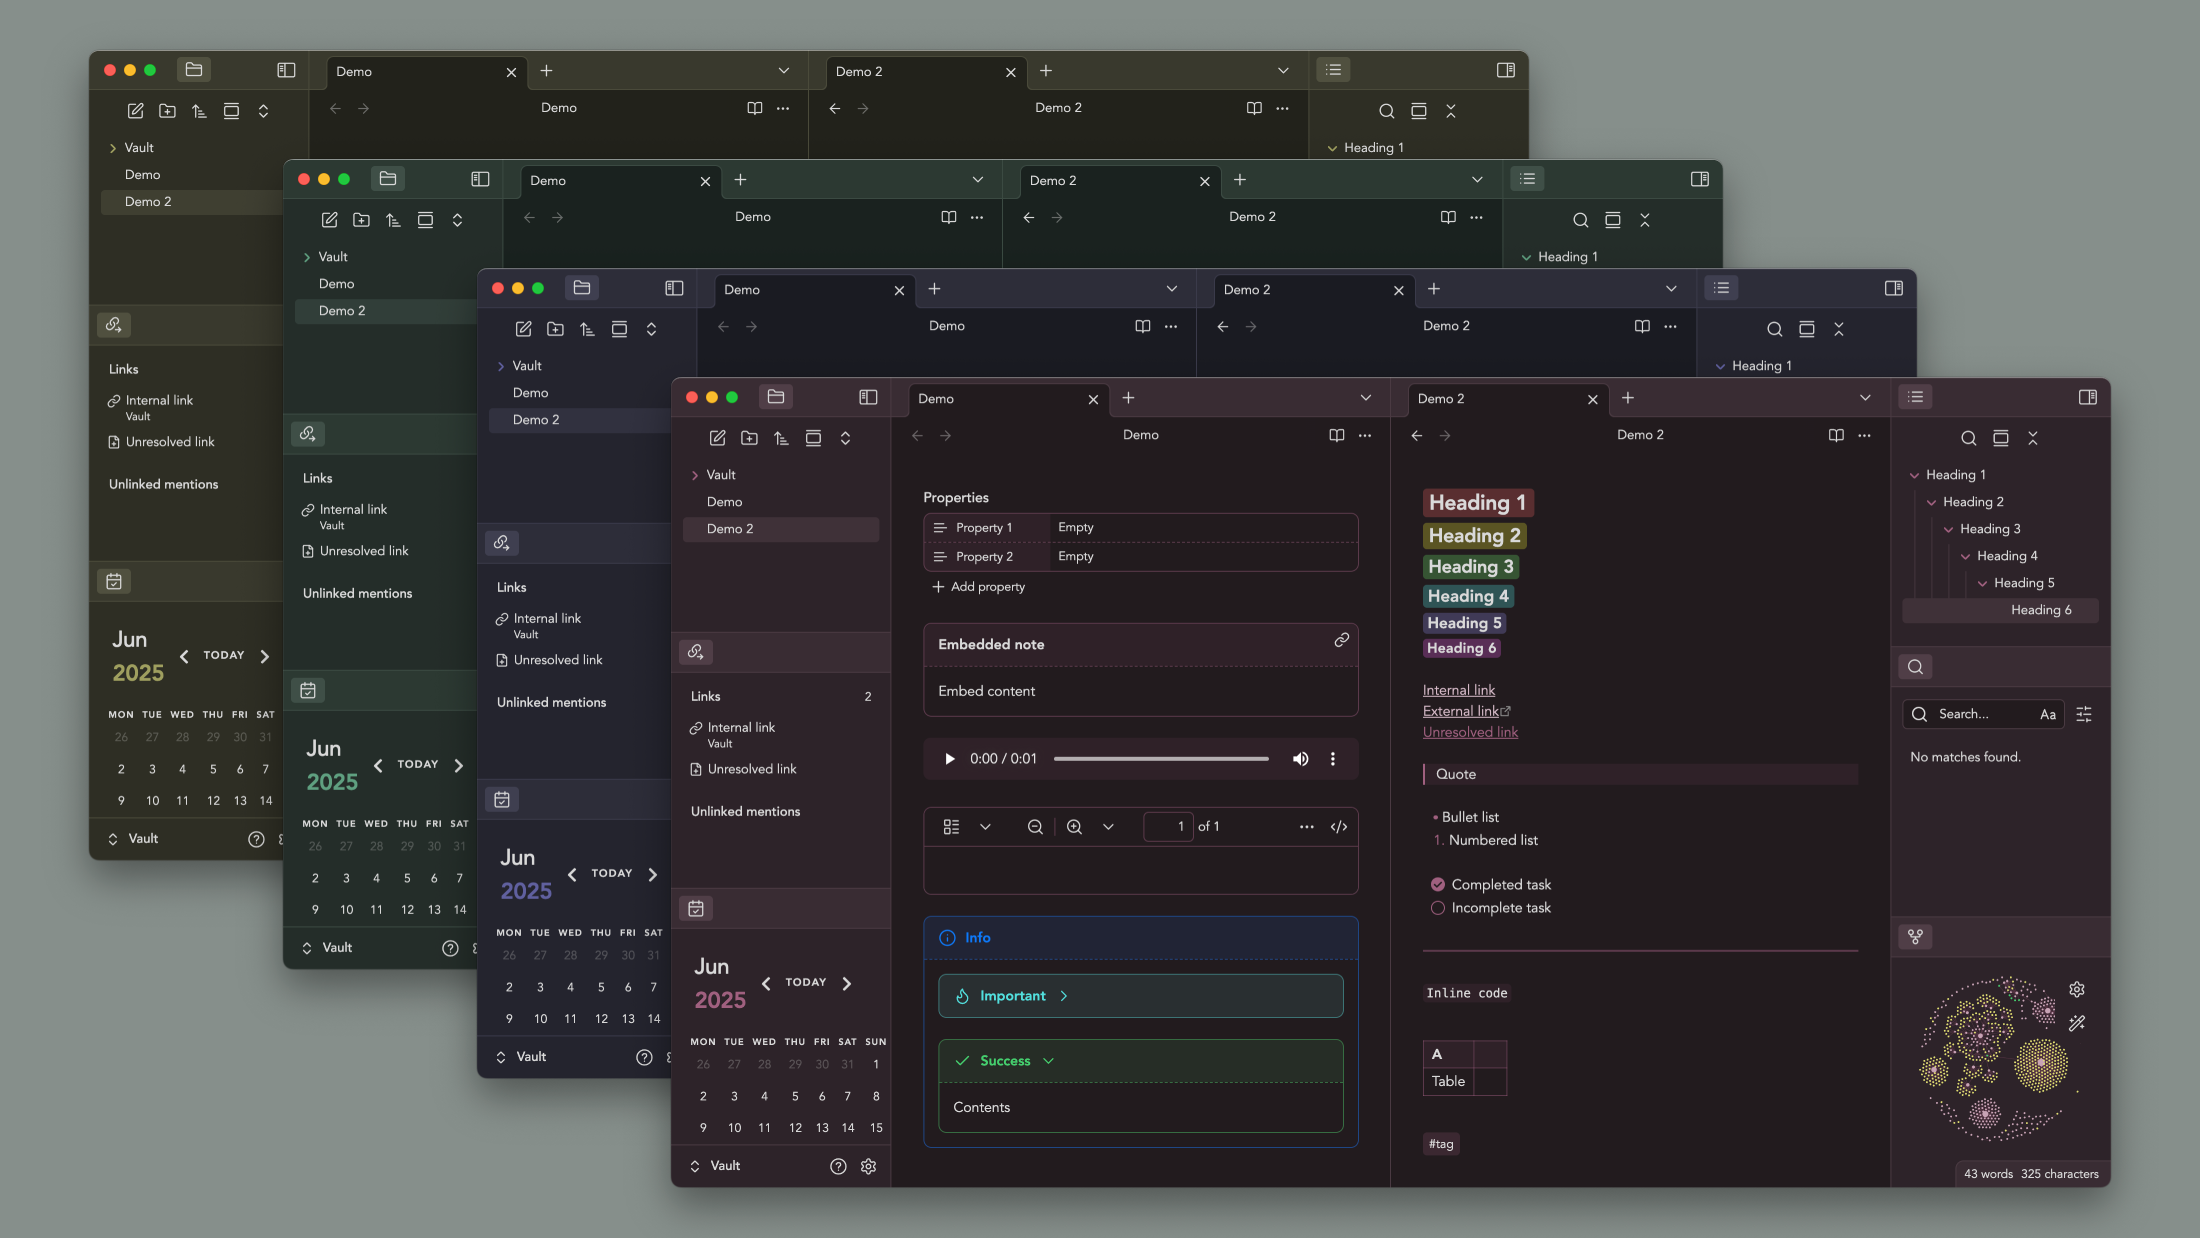 Demo
Demo 2
Demo
Demo 2
Vault
Demo
Demo 2
Heading 1
Links
Internal link
Vault
Unresolved link
Unlinked mentions
Jun
2025
TODAY
MON TUE WED THU FRI SAT
26 27 28 29 30 31
2 3 4 5 6 7
9 10 11 12 13 14
Vault
Demo
Demo 2
Demo
Demo 2
Vault
Demo
Demo 2
Heading 1
Links
Internal link
Vault
Unresolved link
Unlinked mentions
Jun
2025
TODAY
MON TUE WED THU FRI SAT
26 27 28 29 30 31
2 3 4 5 6 7
9 10 11 12 13 14
Vault
Demo
Demo 2
Demo
Demo 2
Vault
Demo
Demo 2
Heading 1
Links
Internal link
Vault
Unresolved link
Unlinked mentions
Jun
2025
TODAY
MON TUE WED THU FRI SAT
26 27 28 29 30 31
2 3 4 5 6 7
9 10 11 12 13 14
Vault
Demo
Demo 2
Demo
Demo 2
Vault
Demo
Demo 2
Links 2
Internal link
Vault
Unresolved link
Unlinked mentions
Jun
2025
TODAY
MON TUE WED THU FRI SAT SUN
26 27 28 29 30 31 1
2 3 4 5 6 7 8
9 10 11 12 13 14 15
Vault
Properties
Property 1 Empty
Property 2 Empty
Add property
Embedded note
Embed content
0:00 / 0:01
1 of 1
Info
Important
Success
Contents
Heading 1
Heading 2
Heading 3
Heading 4
Heading 5
Heading 6
Internal link
External link
Unresolved link
Quote
• Bullet list
1. Numbered list
Completed task
Incomplete task
Inline code
A
Table
#tag
Heading 1
Heading 2
Heading 3
Heading 4
Heading 5
Heading 6
Search... Aa
No matches found.
43 words 325 characters